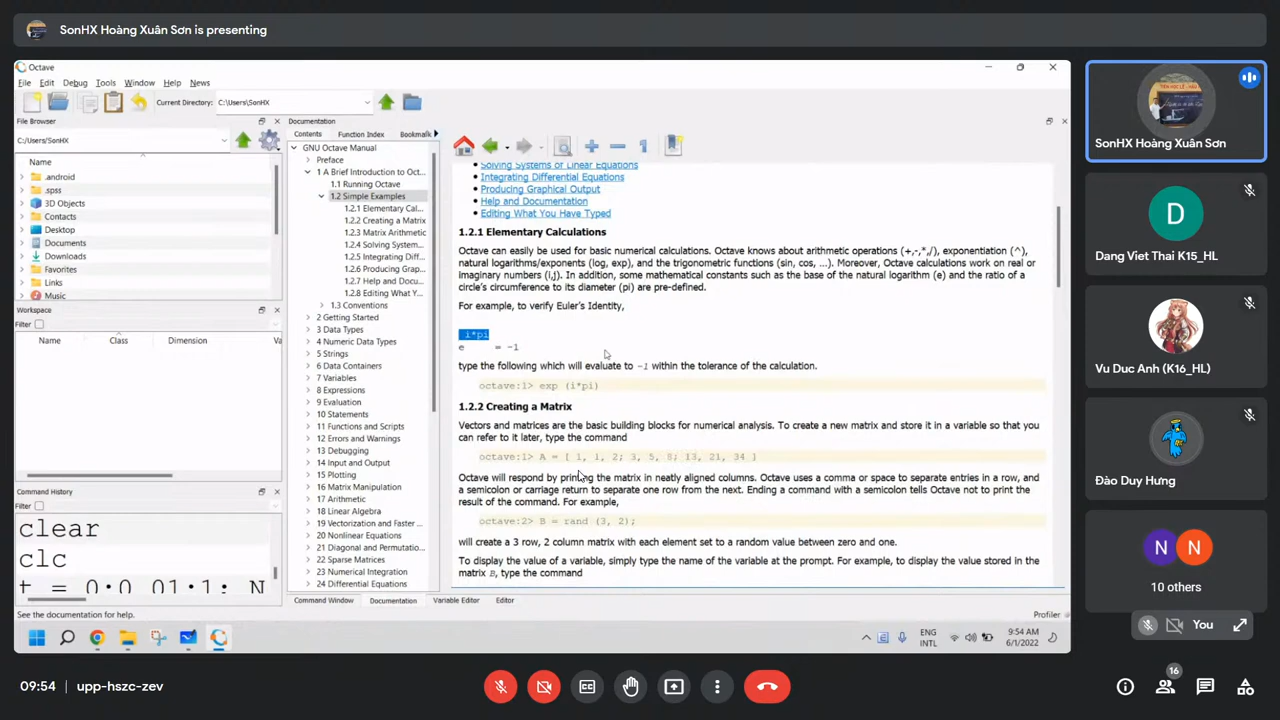 SonHX Hoàng Xuân Sơn is presenting
Octave
File Edit Debug Tools Window Help News
Current Directory: C:\Users\SonHX
File Browser
C:/Users/SonHX
Name
.android
.spss
3D Objects
Contacts
Desktop
Documents
Downloads
Favorites
Links
Music
Workspace
Filter
Name Class Dimension
Command History
Filter
clear
clc
Documentation
Contents Function Index Bookmark
GNU Octave Manual
Preface
1 A Brief Introduction to Oct...
1.1 Running Octave
1.2 Simple Examples
1.2.1 Elementary Cal...
1.2.2 Creating a Matrix
1.2.3 Matrix Arithmetic
1.2.4 Solving System...
1.2.5 Integrating Diff...
1.2.6 Producing Grap...
1.2.7 Help and Docu...
1.2.8 Editing What Y...
1.3 Conventions
2 Getting Started
3 Data Types
4 Numeric Data Types
5 Strings
6 Data Containers
7 Variables
8 Expressions
9 Evaluation
10 Statements
11 Functions and Scripts
12 Errors and Warnings
13 Debugging
14 Input and Output
15 Plotting
16 Matrix Manipulation
17 Arithmetic
18 Linear Algebra
19 Vectorization and Faster ...
20 Nonlinear Equations
21 Diagonal and Permutatio...
22 Sparse Matrices
23 Numerical Integration
24 Differential Equations
Solving Systems of Linear Equations
Integrating Differential Equations
Producing Graphical Output
Help and Documentation
Editing What You Have Typed
1.2.1 Elementary Calculations
Octave can easily be used for basic numerical calculations. Octave knows about arithmetic operations (+,-,*,/), exponentiation (^),
natural logarithms/exponents (log, exp), and the trigonometric functions (sin, cos, ...). Moreover, Octave calculations work on real or
imaginary numbers (i,j). In addition, some mathematical constants such as the base of the natural logarithm (e) and the ratio of a
circle's circumference to its diameter (pi) are pre-defined.
For example, to verify Euler's Identity,
i*pi
e = -1
type the following which will evaluate to -1 within the tolerance of the calculation.
octave:1> exp (i*pi)
1.2.2 Creating a Matrix
Vectors and matrices are the basic building blocks for numerical analysis. To create a new matrix and store it in a variable so that you
can refer to it later, type the command
octave:1> A = [ 1, 1, 2; 3, 5, 8; 13, 21, 34 ]
Octave will respond by printing the matrix in neatly aligned columns. Octave uses a comma or space to separate entries in a row, and
a semicolon or carriage return to separate one row from the next. Ending a command with a semicolon tells Octave not to print the
result of the command. For example,
octave:2> B = rand (3, 2);
will create a 3 row, 2 column matrix with each element set to a random value between zero and one.
To display the value of a variable, simply type the name of the variable at the prompt. For example, to display the value stored in the
matrix B, type the command
Command Window Documentation Variable Editor Editor
See the documentation for help.
Profiler
ENG
INTL
9:54 AM
6/1/2022
SonHX Hoàng Xuân Sơn
D
Dang Viet Thai K15_HL
Vu Duc Anh (K16_HL)
Đào Duy Hưng
N N
10 others
You
09:54 | upp-hszc-zev
16